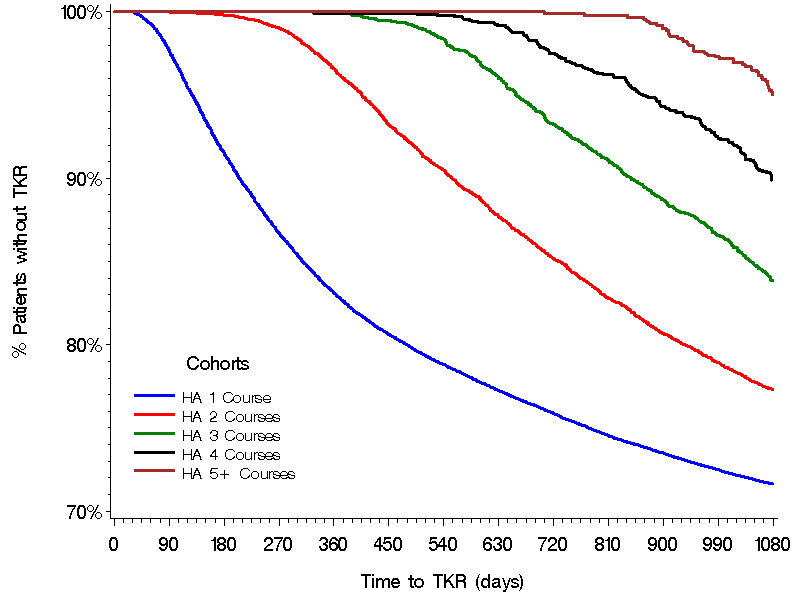 100%
90%
80%
70%
% Patients without TKR
Cohorts
HA 1 Course
HA 2 Courses
HA 3 Courses
HA 4 Courses
HA 5+ Courses
0 90 180 270 360 450 540 630 720 810 900 990 1080
Time to TKR (days)